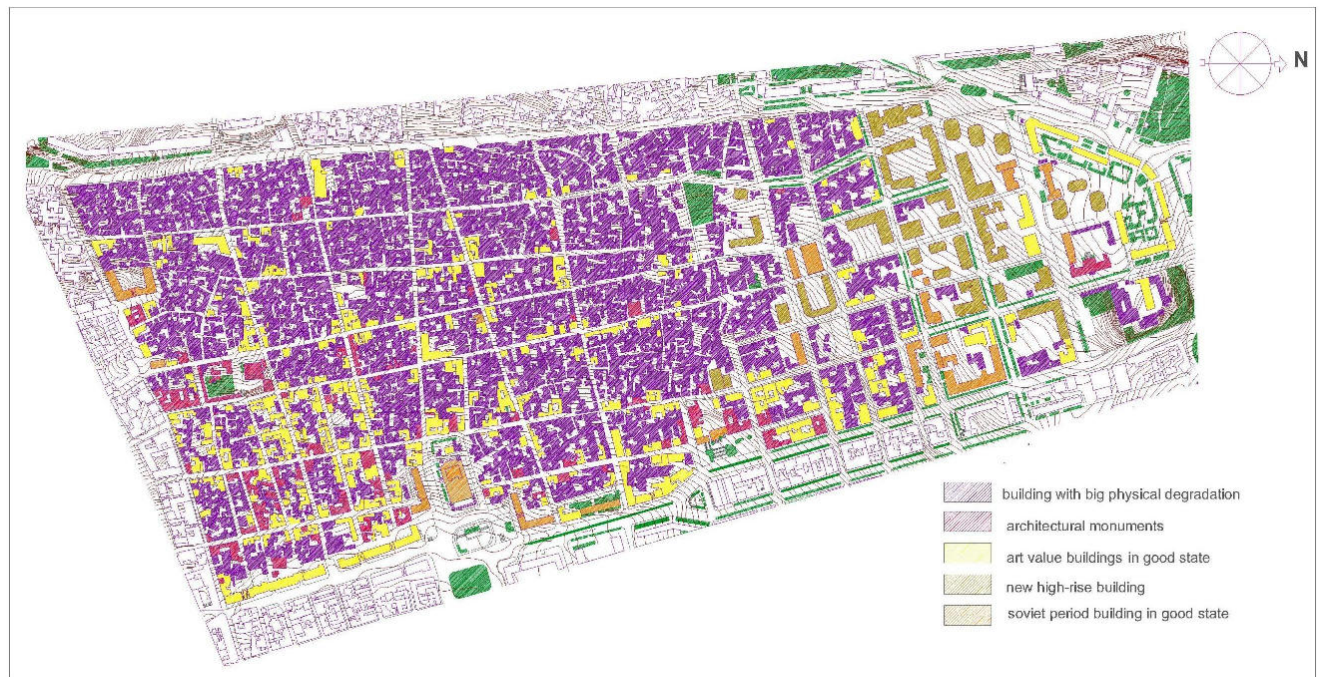 N
building with big physical degradation
architectural monuments
art value buildings in good state
new high-rise building
soviet period building in good state